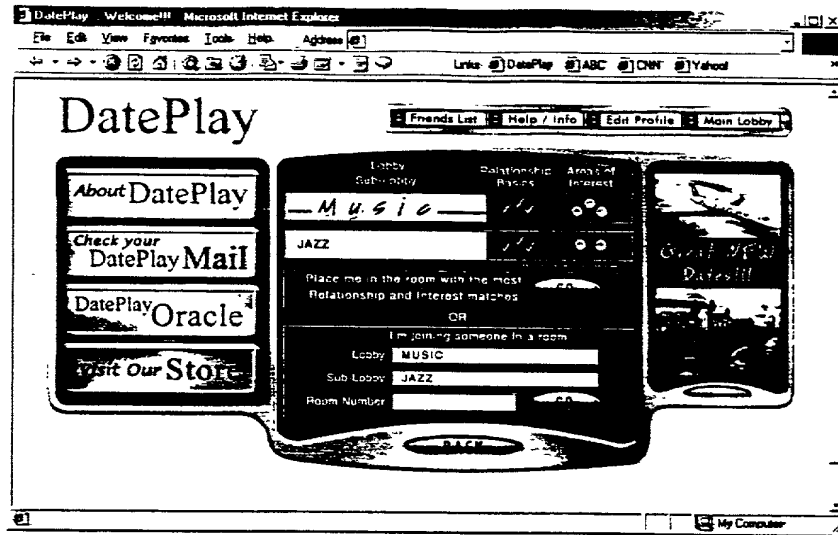 DatePlay : Welcome!!! Microsoft Internet Explorer
File Edit View Favorites Tools Help Address
Links DatePlay ABC CNN Yahoo!
DatePlay
Friends List Help / Info Edit Profile Main Lobby
About DatePlay
Check your
DatePlay Mail
DatePlay Oracle
Visit Our Store
Lobby
Sub-Lobby
Relationship
Basics
Areas of
Interest
Music
JAZZ
Place me in the room with the most
Relationship and Interest matches
GO
OR
I'm joining someone in a room
Lobby MUSIC
Sub-Lobby JAZZ
Room Number GO
BACK
Great NEW
Dates!!!
My Computer